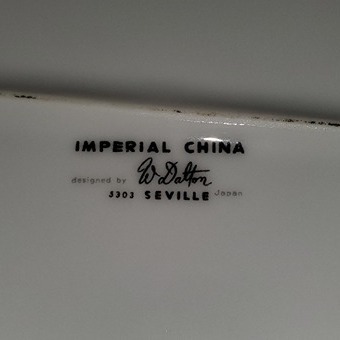 IMPERIAL CHINA
designed by W Dalton
5303 SEVILLE Japan